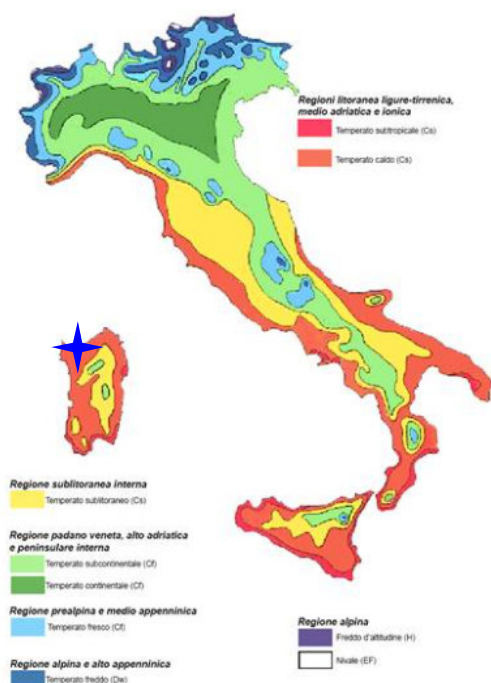 Regioni litoranea ligure-tirrenica,
medio adriatica e ionica
Temperato subtropicale (Cs)
Temperato caldo (Cs)
Regione sublitoranea interna
Temperato sublitoraneo (Cs)
Regione padano veneta, alto adriatica
e peninsulare interna
Temperato subcontinentale (Cf)
Temperato continentale (Cf)
Regione prealpina e medio appenninica
Temperato fresco (Cf)
Regione alpina e alto appenninica
Temperato freddo (Dw)
Regione alpina
Freddo d'altitudine (H)
Nivale (EF)